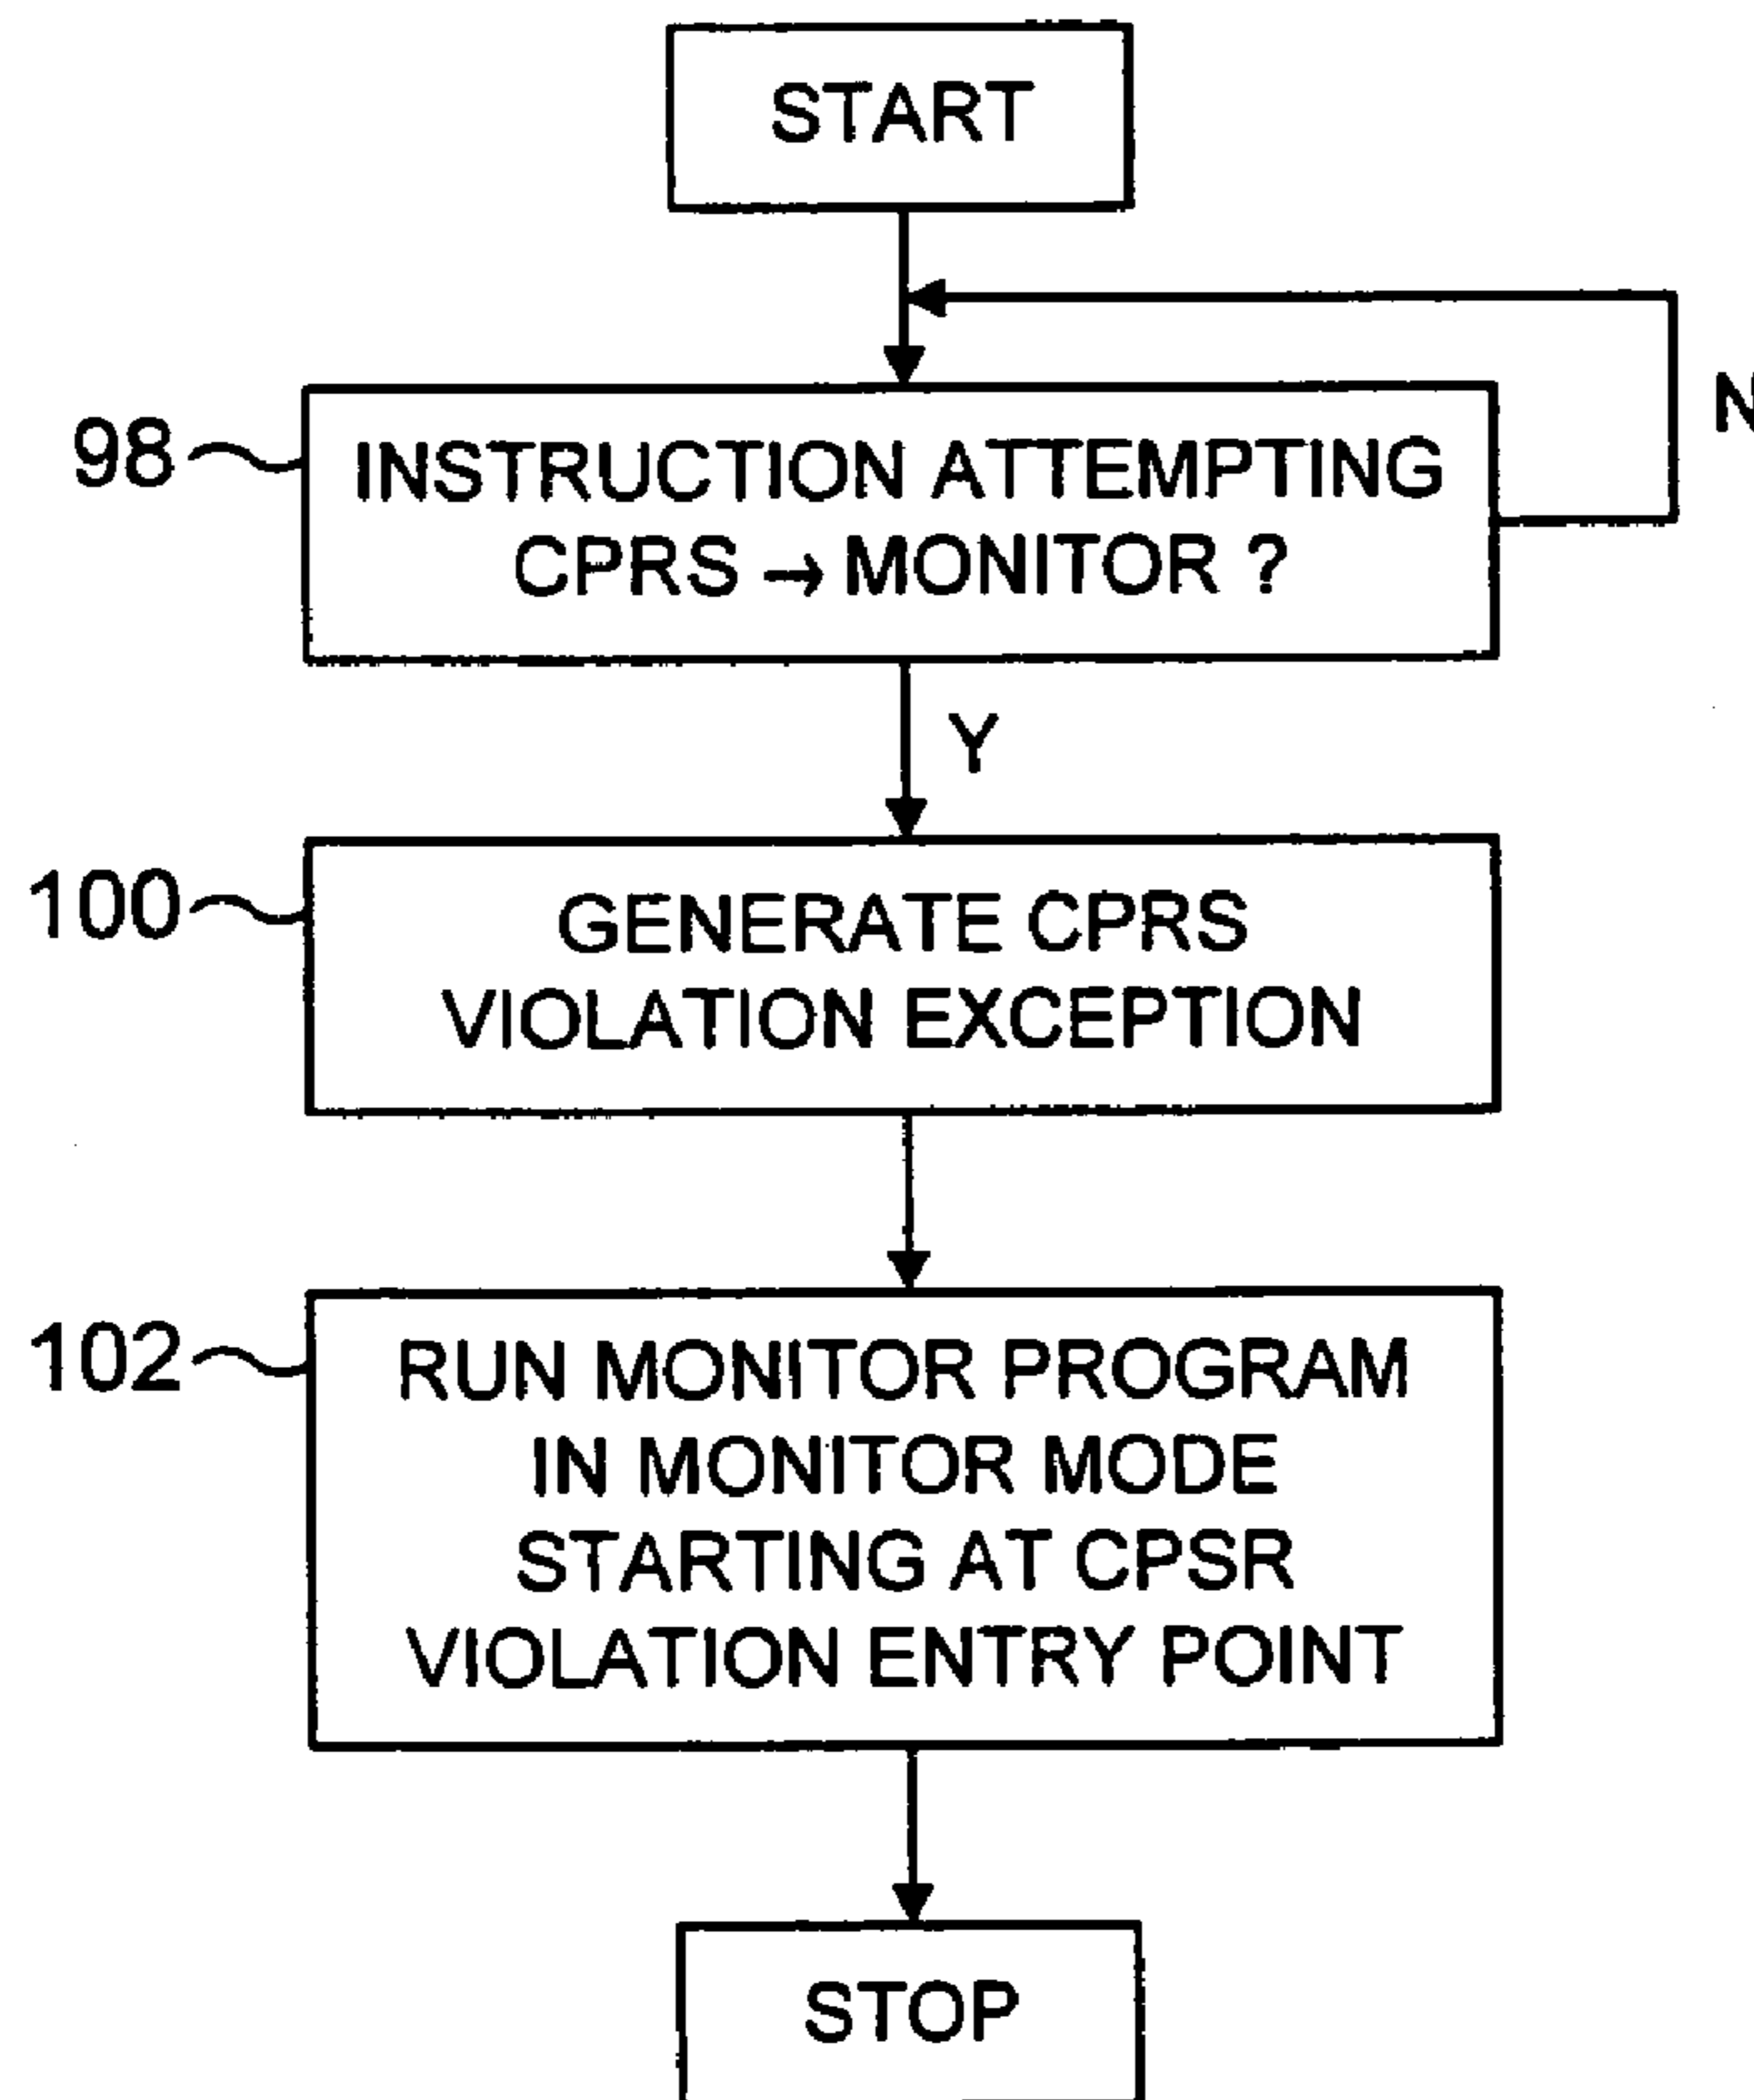 START
N
98
INSTRUCTION ATTEMPTING
CPRS → MONITOR ?
Y
100
GENERATE CPRS
VIOLATION EXCEPTION
102
RUN MONITOR PROGRAM
IN MONITOR MODE
STARTING AT CPSR
VIOLATION ENTRY POINT
STOP